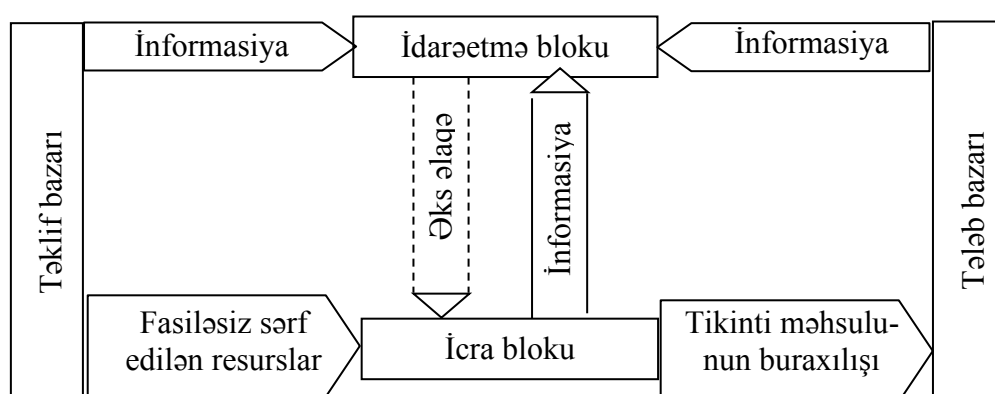 İnformasiya
İdarəetmə bloku
İnformasiya
Təklif bazarı
Əks əlaqə
İnformasiya
Tələb bazarı
Fasiləsiz sərf
edilən resurslar
İcra bloku
Tikinti məhsulu-
nun buraxılışı